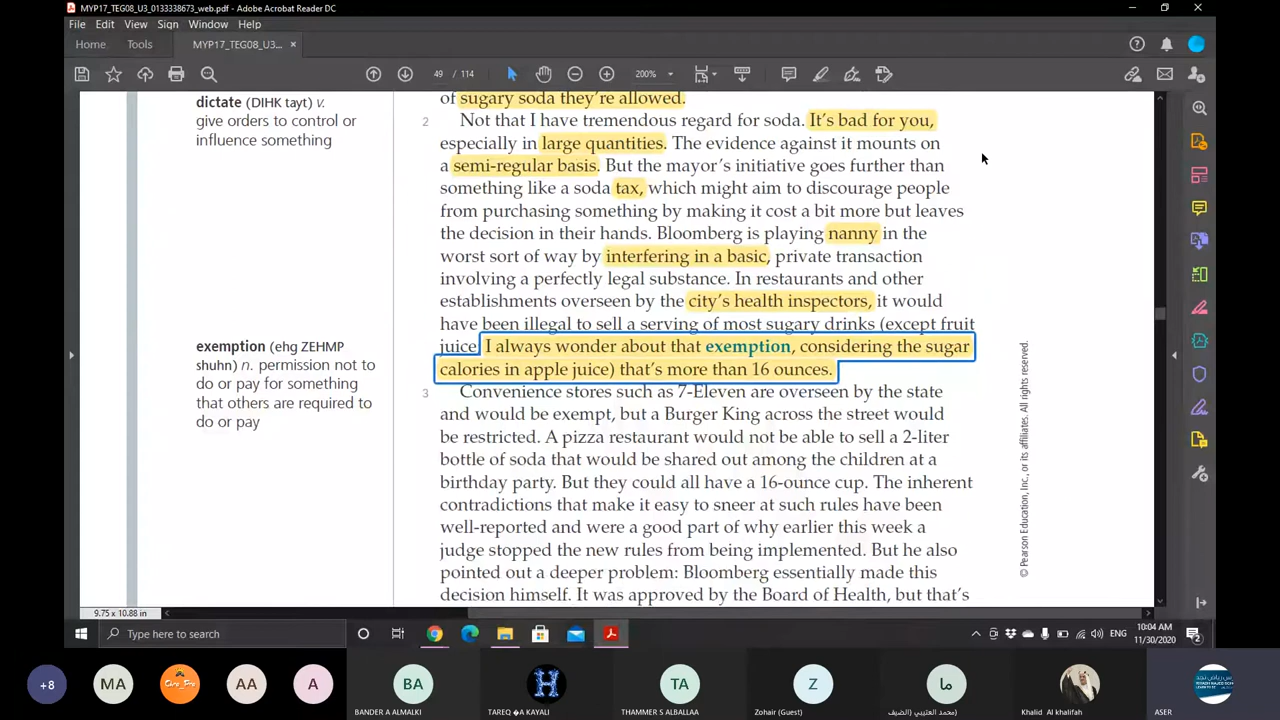 MYP17_TEG08_U3_0133338673_web.pdf - Adobe Acrobat Reader DC
File Edit View Sign Window Help
Home Tools MYP17_TEG08_U3... ×
49 / 114 200%
dictate (DIHK tayt) v.
give orders to control or
influence something
exemption (ehg ZEHMP
shuhn) n. permission not to
do or pay for something
that others are required to
do or pay
of sugary soda they're allowed.
2 Not that I have tremendous regard for soda. It's bad for you,
especially in large quantities. The evidence against it mounts on
a semi-regular basis. But the mayor's initiative goes further than
something like a soda tax, which might aim to discourage people
from purchasing something by making it cost a bit more but leaves
the decision in their hands. Bloomberg is playing nanny in the
worst sort of way by interfering in a basic, private transaction
involving a perfectly legal substance. In restaurants and other
establishments overseen by the city's health inspectors, it would
have been illegal to sell a serving of most sugary drinks (except fruit
juice I always wonder about that exemption, considering the sugar
calories in apple juice) that's more than 16 ounces.
3 Convenience stores such as 7-Eleven are overseen by the state
and would be exempt, but a Burger King across the street would
be restricted. A pizza restaurant would not be able to sell a 2-liter
bottle of soda that would be shared out among the children at a
birthday party. But they could all have a 16-ounce cup. The inherent
contradictions that make it easy to sneer at such rules have been
well-reported and were a good part of why earlier this week a
judge stopped the new rules from being implemented. But he also
pointed out a deeper problem: Bloomberg essentially made this
decision himself. It was approved by the Board of Health, but that's
© Pearson Education, Inc., or its affiliates. All rights reserved.
9.75 x 10.88 in
Type here to search
ENG
10:04 AM
11/30/2020
2
+8
MA
AA
A
BA
BANDER A ALMALKI
H
TAREQ �A KAYALI
TA
THAMMER S ALBALLAA
Z
Zohair (Guest)
ما
محمد العتيبي (الضيف)
Khalid Al khalifah
ASER